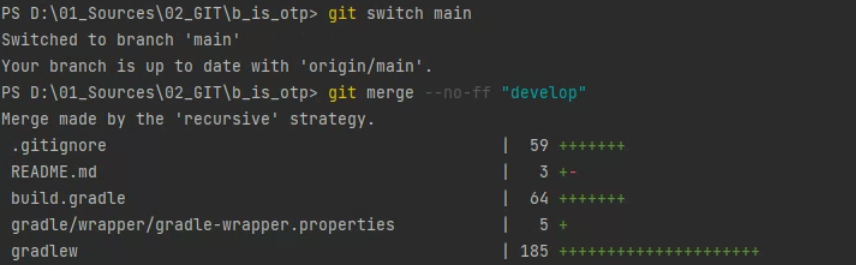 PS D:\01_Sources\02_GIT\b_is_otp> git switch main
Switched to branch 'main'
Your branch is up to date with 'origin/main'.
PS D:\01_Sources\02_GIT\b_is_otp> git merge --no-ff "develop"
Merge made by the 'recursive' strategy.
 .gitignore                                         |  59 +++++++
 README.md                                          |   3 +-
 build.gradle                                       |  64 +++++++
 gradle/wrapper/gradle-wrapper.properties           |   5 +
 gradlew                                            | 185 +++++++++++++++++++++